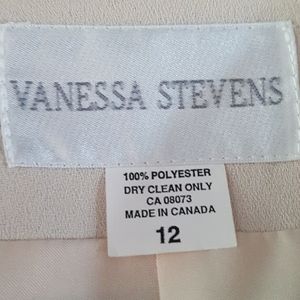 VANESSA STEVENS
100% POLYESTER
DRY CLEAN ONLY
CA 08073
MADE IN CANADA
12